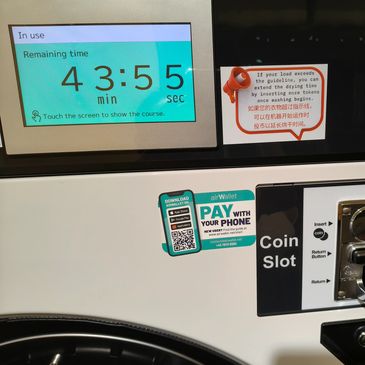 In use
Remaining time
43:55
min sec
Touch the screen to show the course.
If your load exceeds
the guideline, you can
extend the drying time
by inserting more tokens
once washing begins.
如果您的衣物超过指示线，
可以在机器开始运作时
投币以延长烘干时间。
DOWNLOAD
airWallet
PAY WITH
YOUR PHONE
NEW USER?
Coin
Slot
Insert
Return
Button
Return